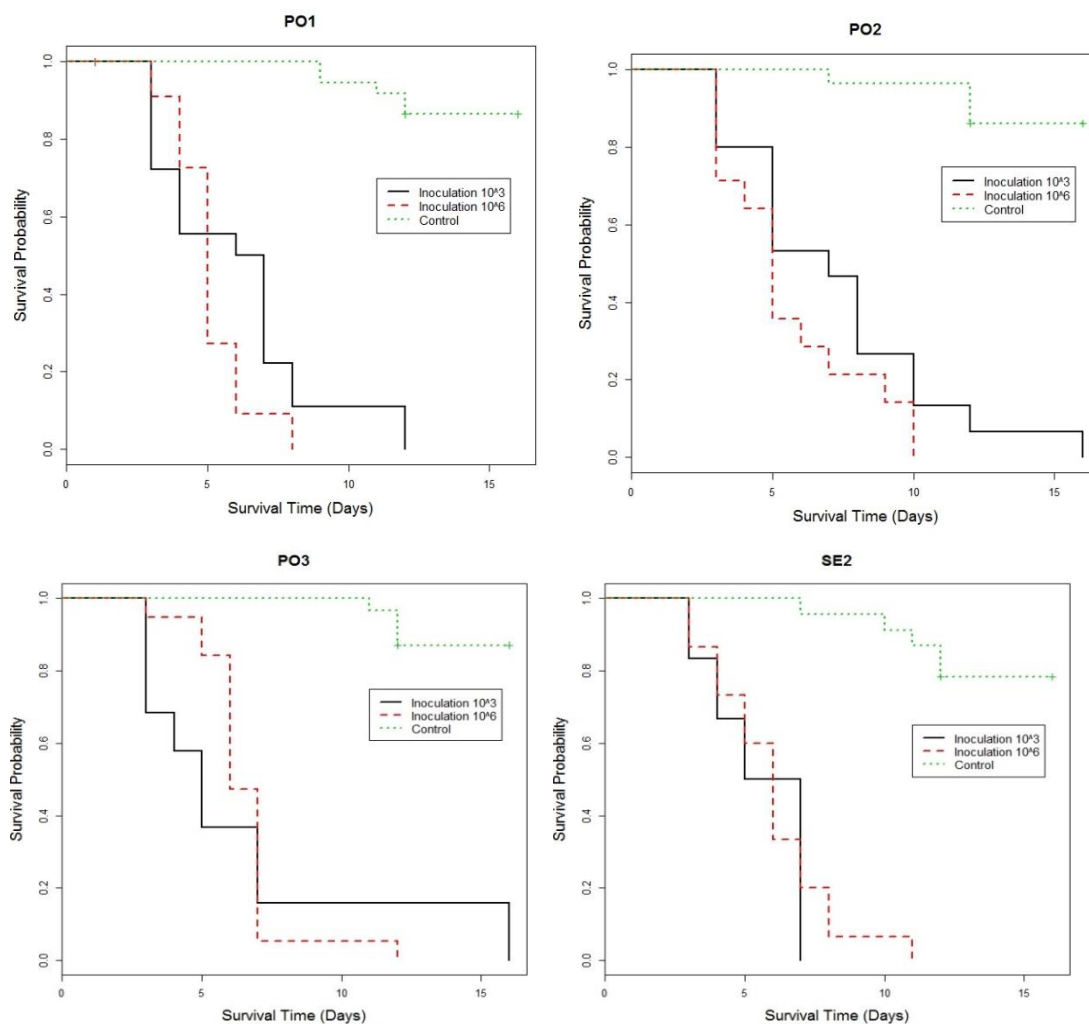 PO1
Survival Probability
1.0
0.8
0.6
0.4
0.2
0.0
Inoculation 10^3
Inoculation 10^6
Control
0 5 10 15
Survival Time (Days)
PO2
Survival Probability
1.0
0.8
0.6
0.4
0.2
0.0
Inoculation 10^3
Inoculation 10^6
Control
0 5 10 15
Survival Time (Days)
PO3
Survival Probability
1.0
0.8
0.6
0.4
0.2
0.0
Inoculation 10^3
Inoculation 10^6
Control
0 5 10 15
Survival Time (Days)
SE2
Survival Probability
1.0
0.8
0.6
0.4
0.2
0.0
Inoculation 10^3
Inoculation 10^6
Control
0 5 10 15
Survival Time (Days)